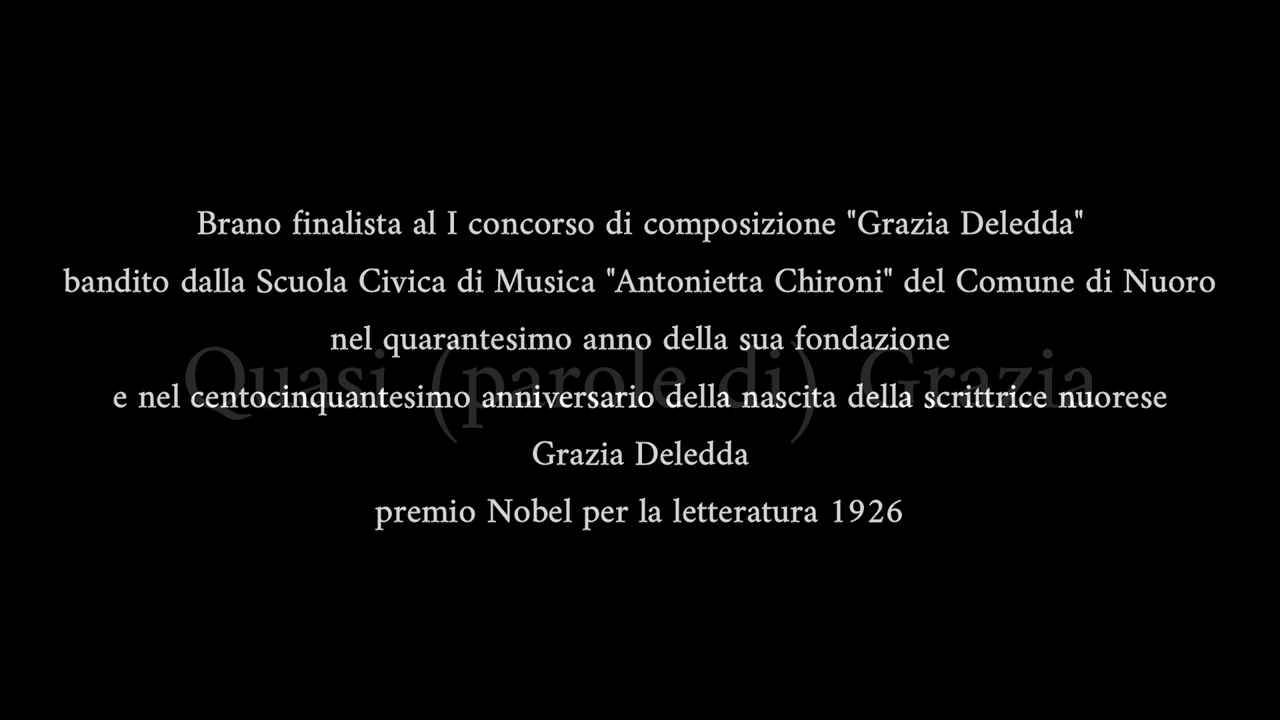 Brano finalista al I concorso di composizione "Grazia Deledda"
bandito dalla Scuola Civica di Musica "Antonietta Chironi" del Comune di Nuoro
nel quarantesimo anno della sua fondazione
Quasi (parole di) Grazia
e nel centocinquantesimo anniversario della nascita della scrittrice nuorese
Grazia Deledda
premio Nobel per la letteratura 1926